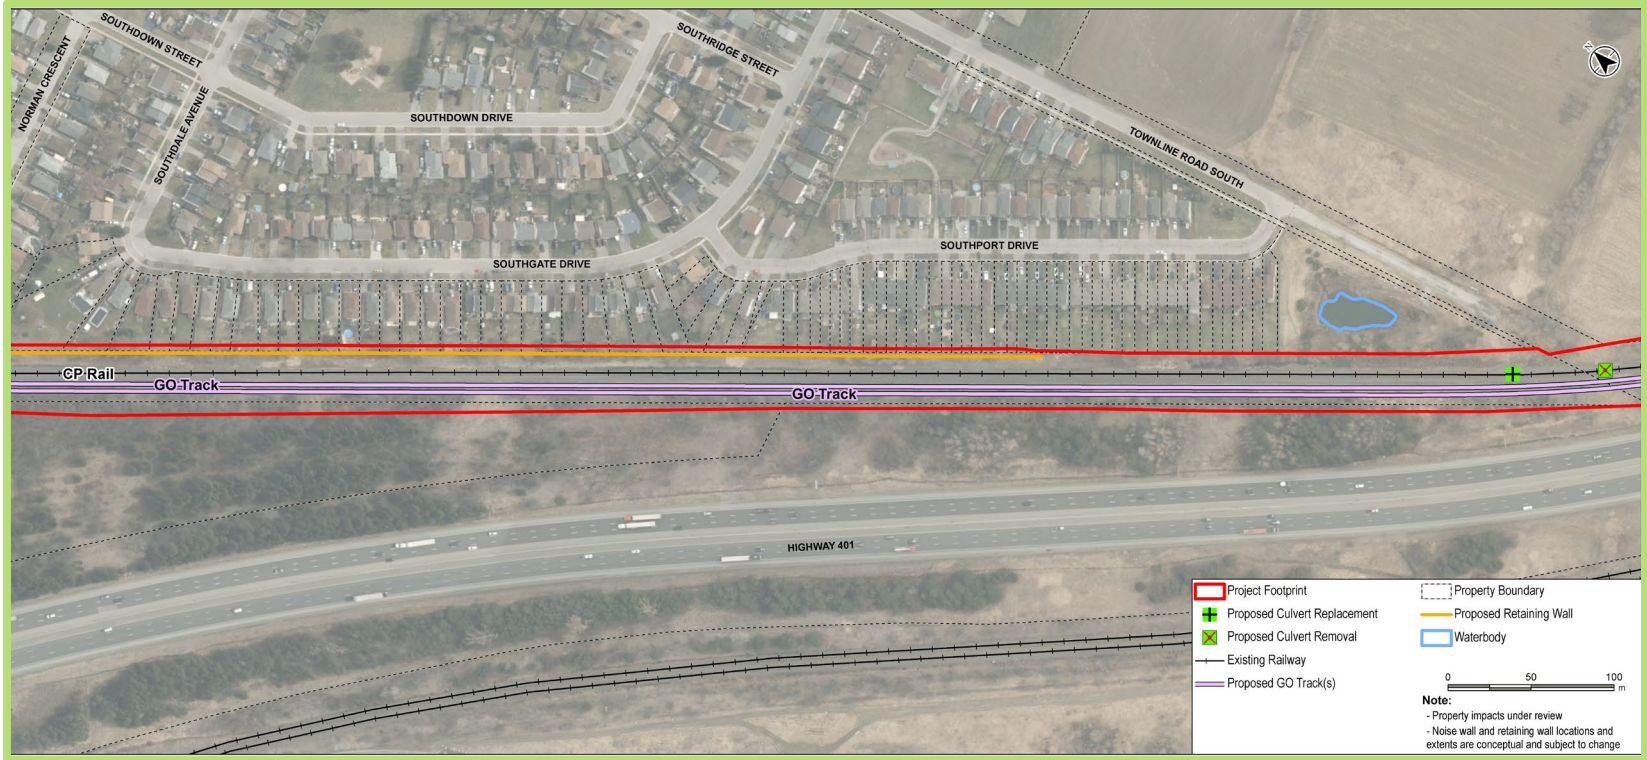 SOUTHDOWN STREET
NORMAN CRESCENT
SOUTHDALE AVENUE
SOUTHDOWN DRIVE
SOUTHRIDGE STREET
TOWNLINE ROAD SOUTH
N
SOUTHGATE DRIVE
SOUTHPORT DRIVE
CP Rail
GO Track
GO Track
HIGHWAY 401
Project Footprint
Proposed Culvert Replacement
Proposed Culvert Removal
Existing Railway
Proposed GO Track(s)
Property Boundary
Proposed Retaining Wall
Waterbody
0 50 100
m
Note:
- Property impacts under review
- Noise wall and retaining wall locations and
extents are conceptual and subject to change